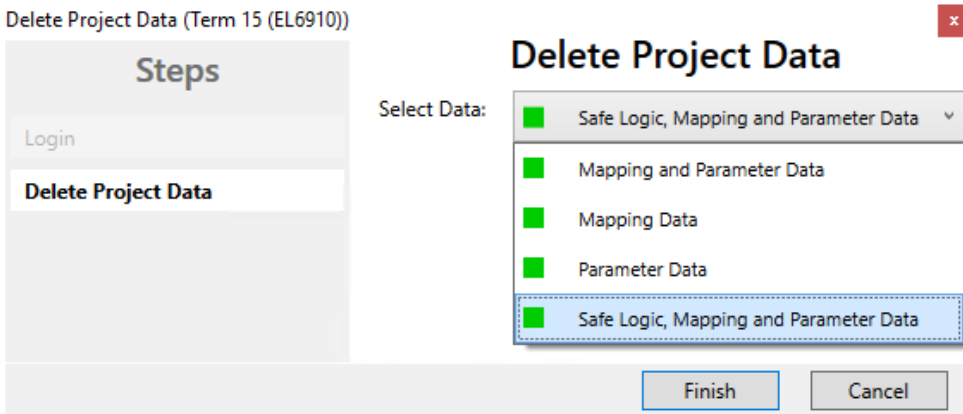 Delete Project Data (Term 15 (EL6910))
x
Steps
Login
Delete Project Data
Delete Project Data
Select Data:
Safe Logic, Mapping and Parameter Data
Mapping and Parameter Data
Mapping Data
Parameter Data
Safe Logic, Mapping and Parameter Data
Finish
Cancel